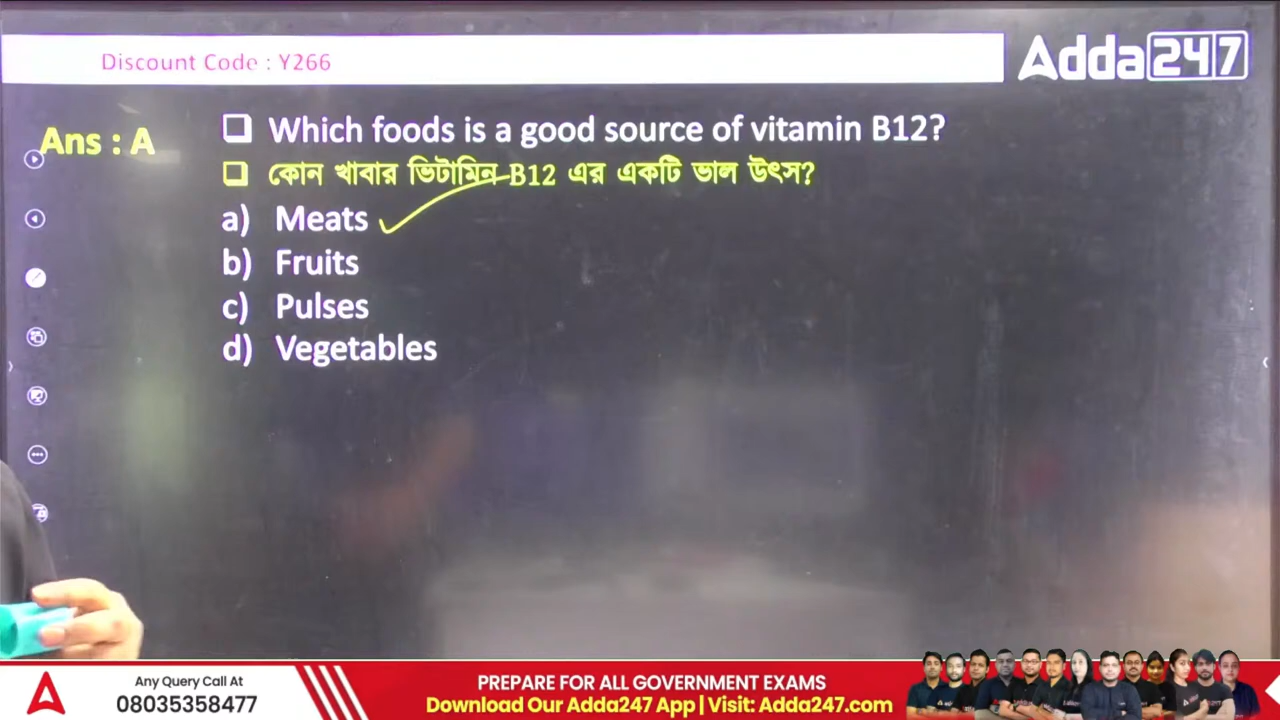 Discount Code : Y266
Adda247
Ans : A
Which foods is a good source of vitamin B12?
কোন খাবার ভিটামিন B12 এর একটি ভাল উৎস?
a) Meats
b) Fruits
c) Pulses
d) Vegetables
Any Query Call At
08035358477
PREPARE FOR ALL GOVERNMENT EXAMS
Download Our Adda247 App | Visit: Adda247.com